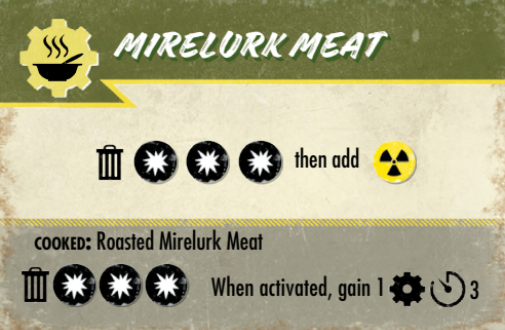 MIRELURK MEAT
then add
COOKED: Roasted Mirelurk Meat
When activated, gain 1 3